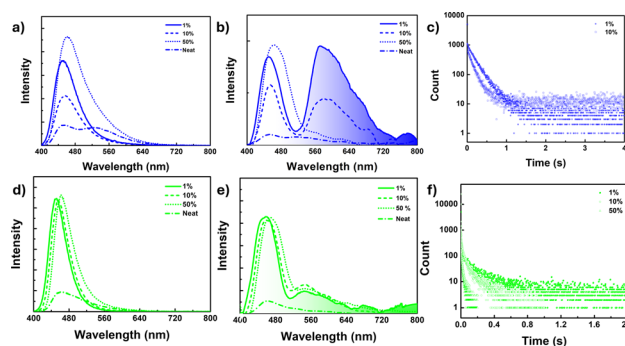 a)
Intensity
1%
10%
50%
Neat
400 480 560 640 720 800
Wavelength (nm)
b)
Intensity
1%
10%
50%
Neat
400 480 560 640 720 800
Wavelength (nm)
c)
Count
10000
1000
100
10
1
1%
10%
0 1 2 3 4
Time (s)
d)
Intensity
1%
10%
50%
Neat
400 480 560 640 720 800
Wavelength (nm)
e)
Intensity
1%
10%
50 %
Neat
400 480 560 640 720 800
Wavelength (nm)
f)
Count
10000
1000
100
10
1
1%
10%
50%
0.0 0.4 0.8 1.2 1.6 2
Time (s)